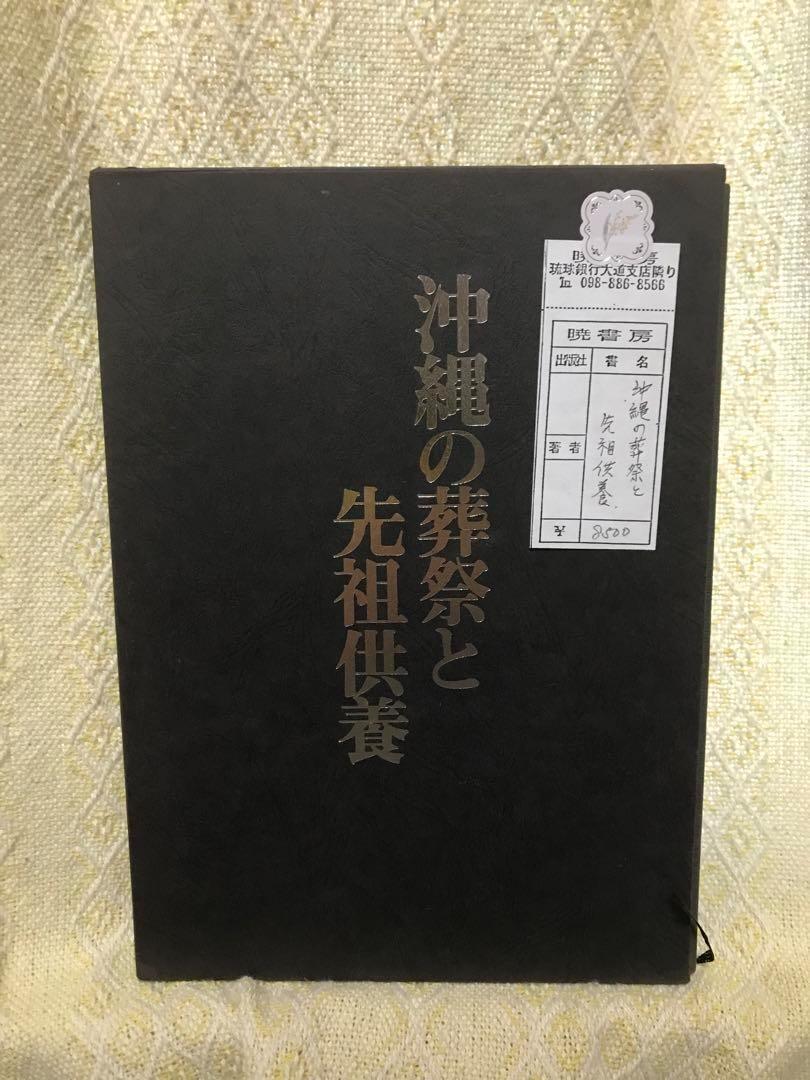 沖縄の葬祭と
先祖供養
琉球銀行大道支店隣り
℡ 098-886-8566
暁書房
出版社 書名
沖縄の葬祭と
先祖供養.
著者
8500